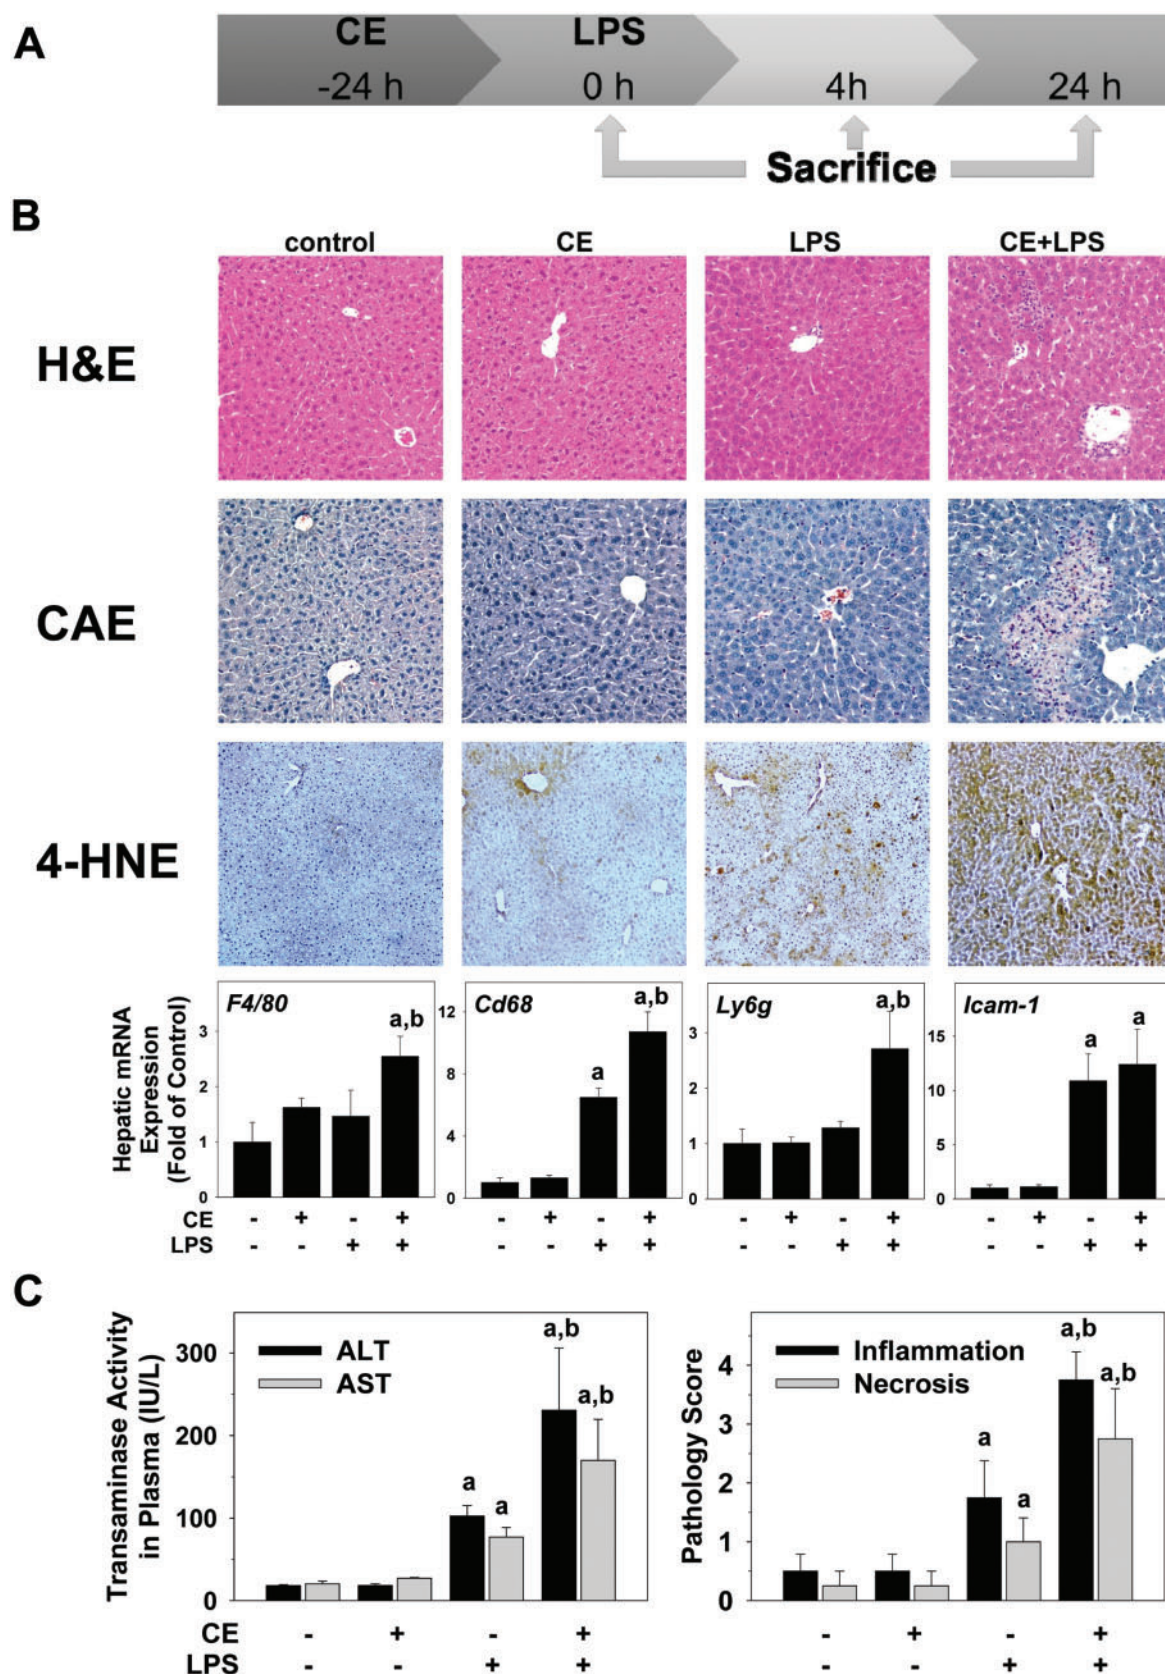 A
CE LPS
-24 h 0 h 4h 24 h
Sacrifice
B
control CE LPS CE+LPS
H&E
CAE
4-HNE
Hepatic mRNA
Expression
(Fold of Control)
F4/80
a,b
3
2
1
0
Cd68
a,b
a
12
8
4
0
Ly6g
a,b
3
2
1
0
Icam-1
a a
15
10
5
0
CE - + - + - + - + - + - + - + - +
LPS - - + + - - + + - - + + - - + +
C
Transaminase Activity
in Plasma (IU/L)
ALT
AST
a,b
a,b
a
a
300
200
100
0
Pathology Score
Inflammation
Necrosis
a,b
a,b
a
a
4
3
2
1
0
CE - + - + - + - +
LPS - - + + - - + +